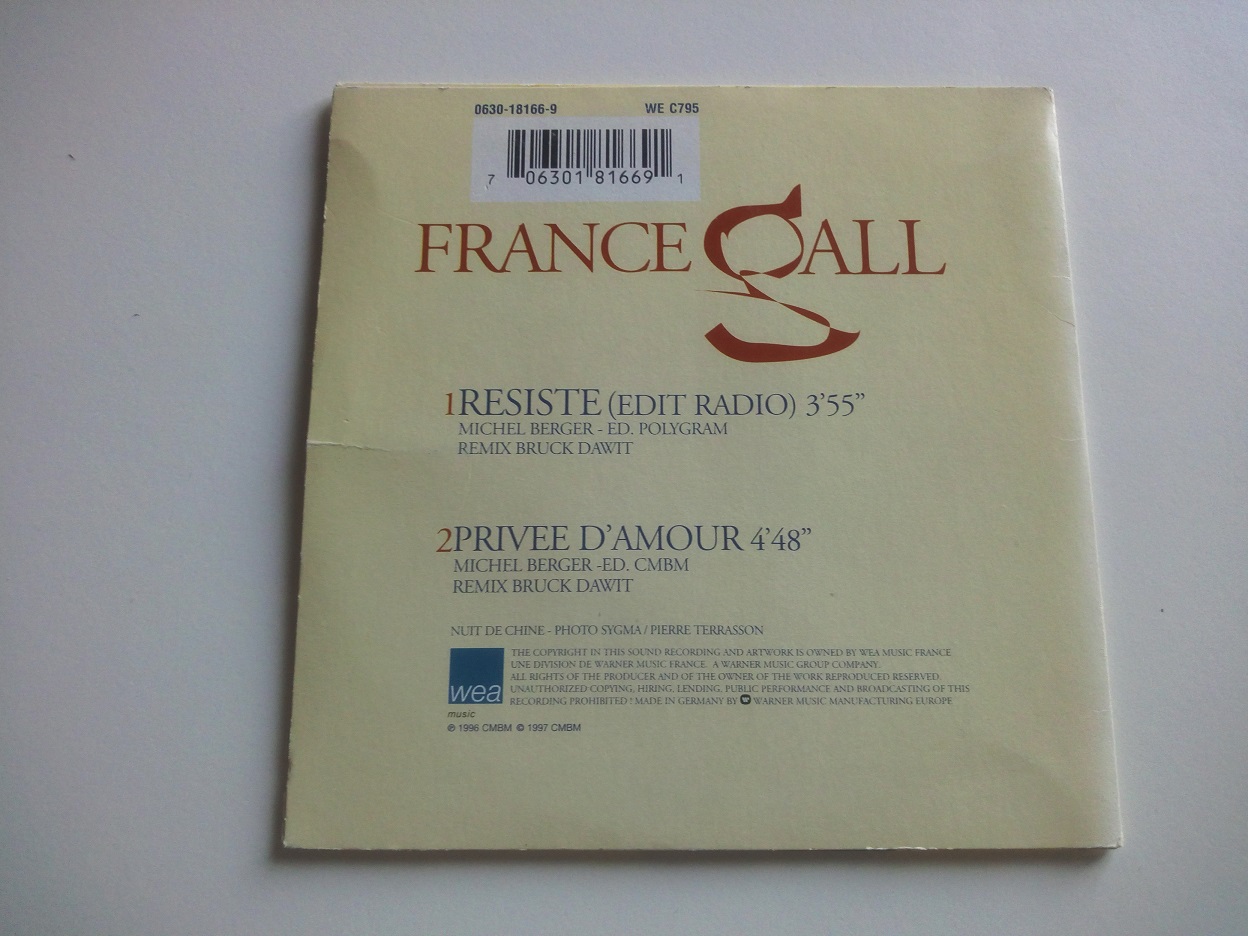 0630-18166-9 WE C795
7 06301 81669 1
FRANCE GALL
1 RESISTE (EDIT RADIO) 3'55"
MICHEL BERGER - ED. POLYGRAM
REMIX BRUCK DAWIT
2 PRIVEE D'AMOUR 4'48"
MICHEL BERGER -ED. CMBM
REMIX BRUCK DAWIT
NUIT DE CHINE - PHOTO SYGMA / PIERRE TERRASSON
THE COPYRIGHT IN THIS SOUND RECORDING AND ARTWORK IS OWNED BY WEA MUSIC FRANCE
UNE DIVISION DE WARNER MUSIC FRANCE. A WARNER MUSIC GROUP COMPANY.
ALL RIGHTS OF THE PRODUCER AND OF THE OWNER OF THE WORK REPRODUCED RESERVED.
UNAUTHORIZED COPYING, HIRING, LENDING, PUBLIC PERFORMANCE AND BROADCASTING OF THIS
RECORDING PROHIBITED ! MADE IN GERMANY BY WARNER MUSIC MANUFACTURING EUROPE
wea
music
℗ 1996 CMBM © 1997 CMBM